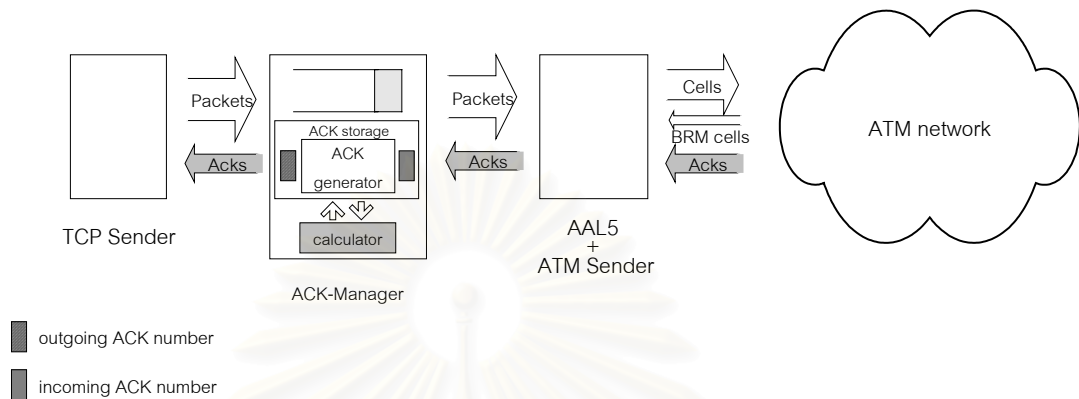 Packets
Acks
TCP Sender
ACK storage
ACK
generator
calculator
ACK-Manager
Packets
Acks
AAL5
+
ATM Sender
Cells
BRM cells
Acks
ATM network
outgoing ACK number
incoming ACK number